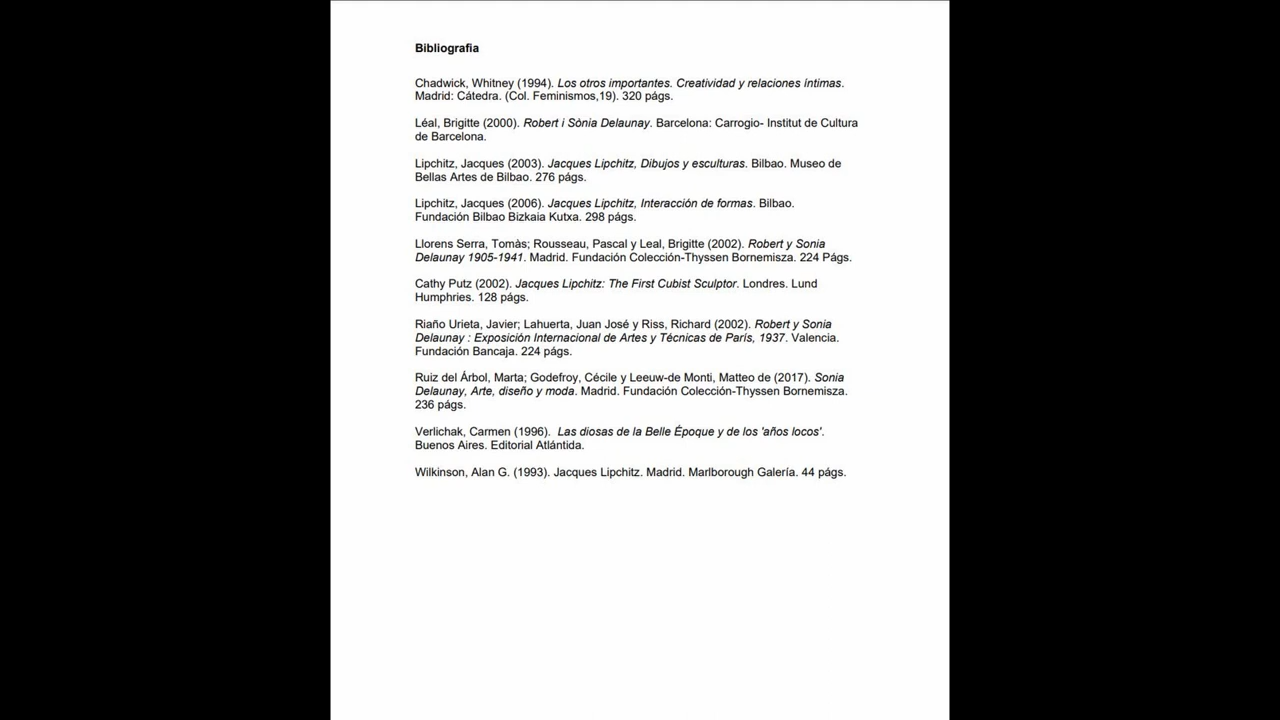 Bibliografia
Chadwick, Whitney (1994). Los otros importantes. Creatividad y relaciones íntimas.
Madrid: Cátedra. (Col. Feminismos,19). 320 págs.
Léal, Brigitte (2000). Robert i Sònia Delaunay. Barcelona: Carrogio- Institut de Cultura
de Barcelona.
Lipchitz, Jacques (2003). Jacques Lipchitz, Dibujos y esculturas. Bilbao. Museo de
Bellas Artes de Bilbao. 276 págs.
Lipchitz, Jacques (2006). Jacques Lipchitz, Interacción de formas. Bilbao.
Fundación Bilbao Bizkaia Kutxa. 298 págs.
Llorens Serra, Tomàs; Rousseau, Pascal y Leal, Brigitte (2002). Robert y Sonia
Delaunay 1905-1941. Madrid. Fundación Colección-Thyssen Bornemisza. 224 Págs.
Cathy Putz (2002). Jacques Lipchitz: The First Cubist Sculptor. Londres. Lund
Humphries. 128 págs.
Riaño Urieta, Javier; Lahuerta, Juan José y Riss, Richard (2002). Robert y Sonia
Delaunay : Exposición Internacional de Artes y Técnicas de París, 1937. Valencia.
Fundación Bancaja. 224 págs.
Ruiz del Árbol, Marta; Godefroy, Cécile y Leeuw-de Monti, Matteo de (2017). Sonia
Delaunay, Arte, diseño y moda. Madrid. Fundación Colección-Thyssen Bornemisza.
236 págs.
Verlichak, Carmen (1996).  Las diosas de la Belle Époque y de los 'años locos'.
Buenos Aires. Editorial Atlántida.
Wilkinson, Alan G. (1993). Jacques Lipchitz. Madrid. Marlborough Galería. 44 págs.